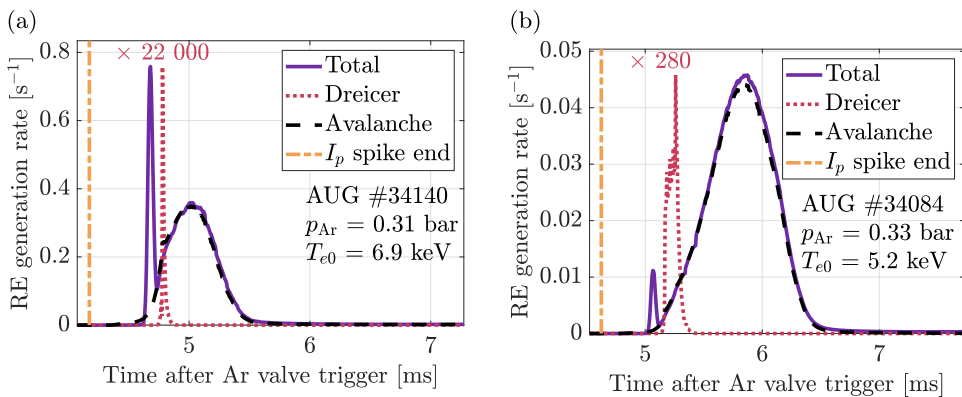 (a)
× 22 000
0.8
0.6
0.4
0.2
0
RE generation rate [s⁻¹]
Total
Dreicer
Avalanche
Iₚ spike end
AUG #34140
p_Ar = 0.31 bar
T_e0 = 6.9 keV
5
6
7
Time after Ar valve trigger [ms]
(b)
× 280
0.05
0.04
0.03
0.02
0.01
0
RE generation rate [s⁻¹]
Total
Dreicer
Avalanche
Iₚ spike end
AUG #34084
p_Ar = 0.33 bar
T_e0 = 5.2 keV
5
6
7
Time after Ar valve trigger [ms]